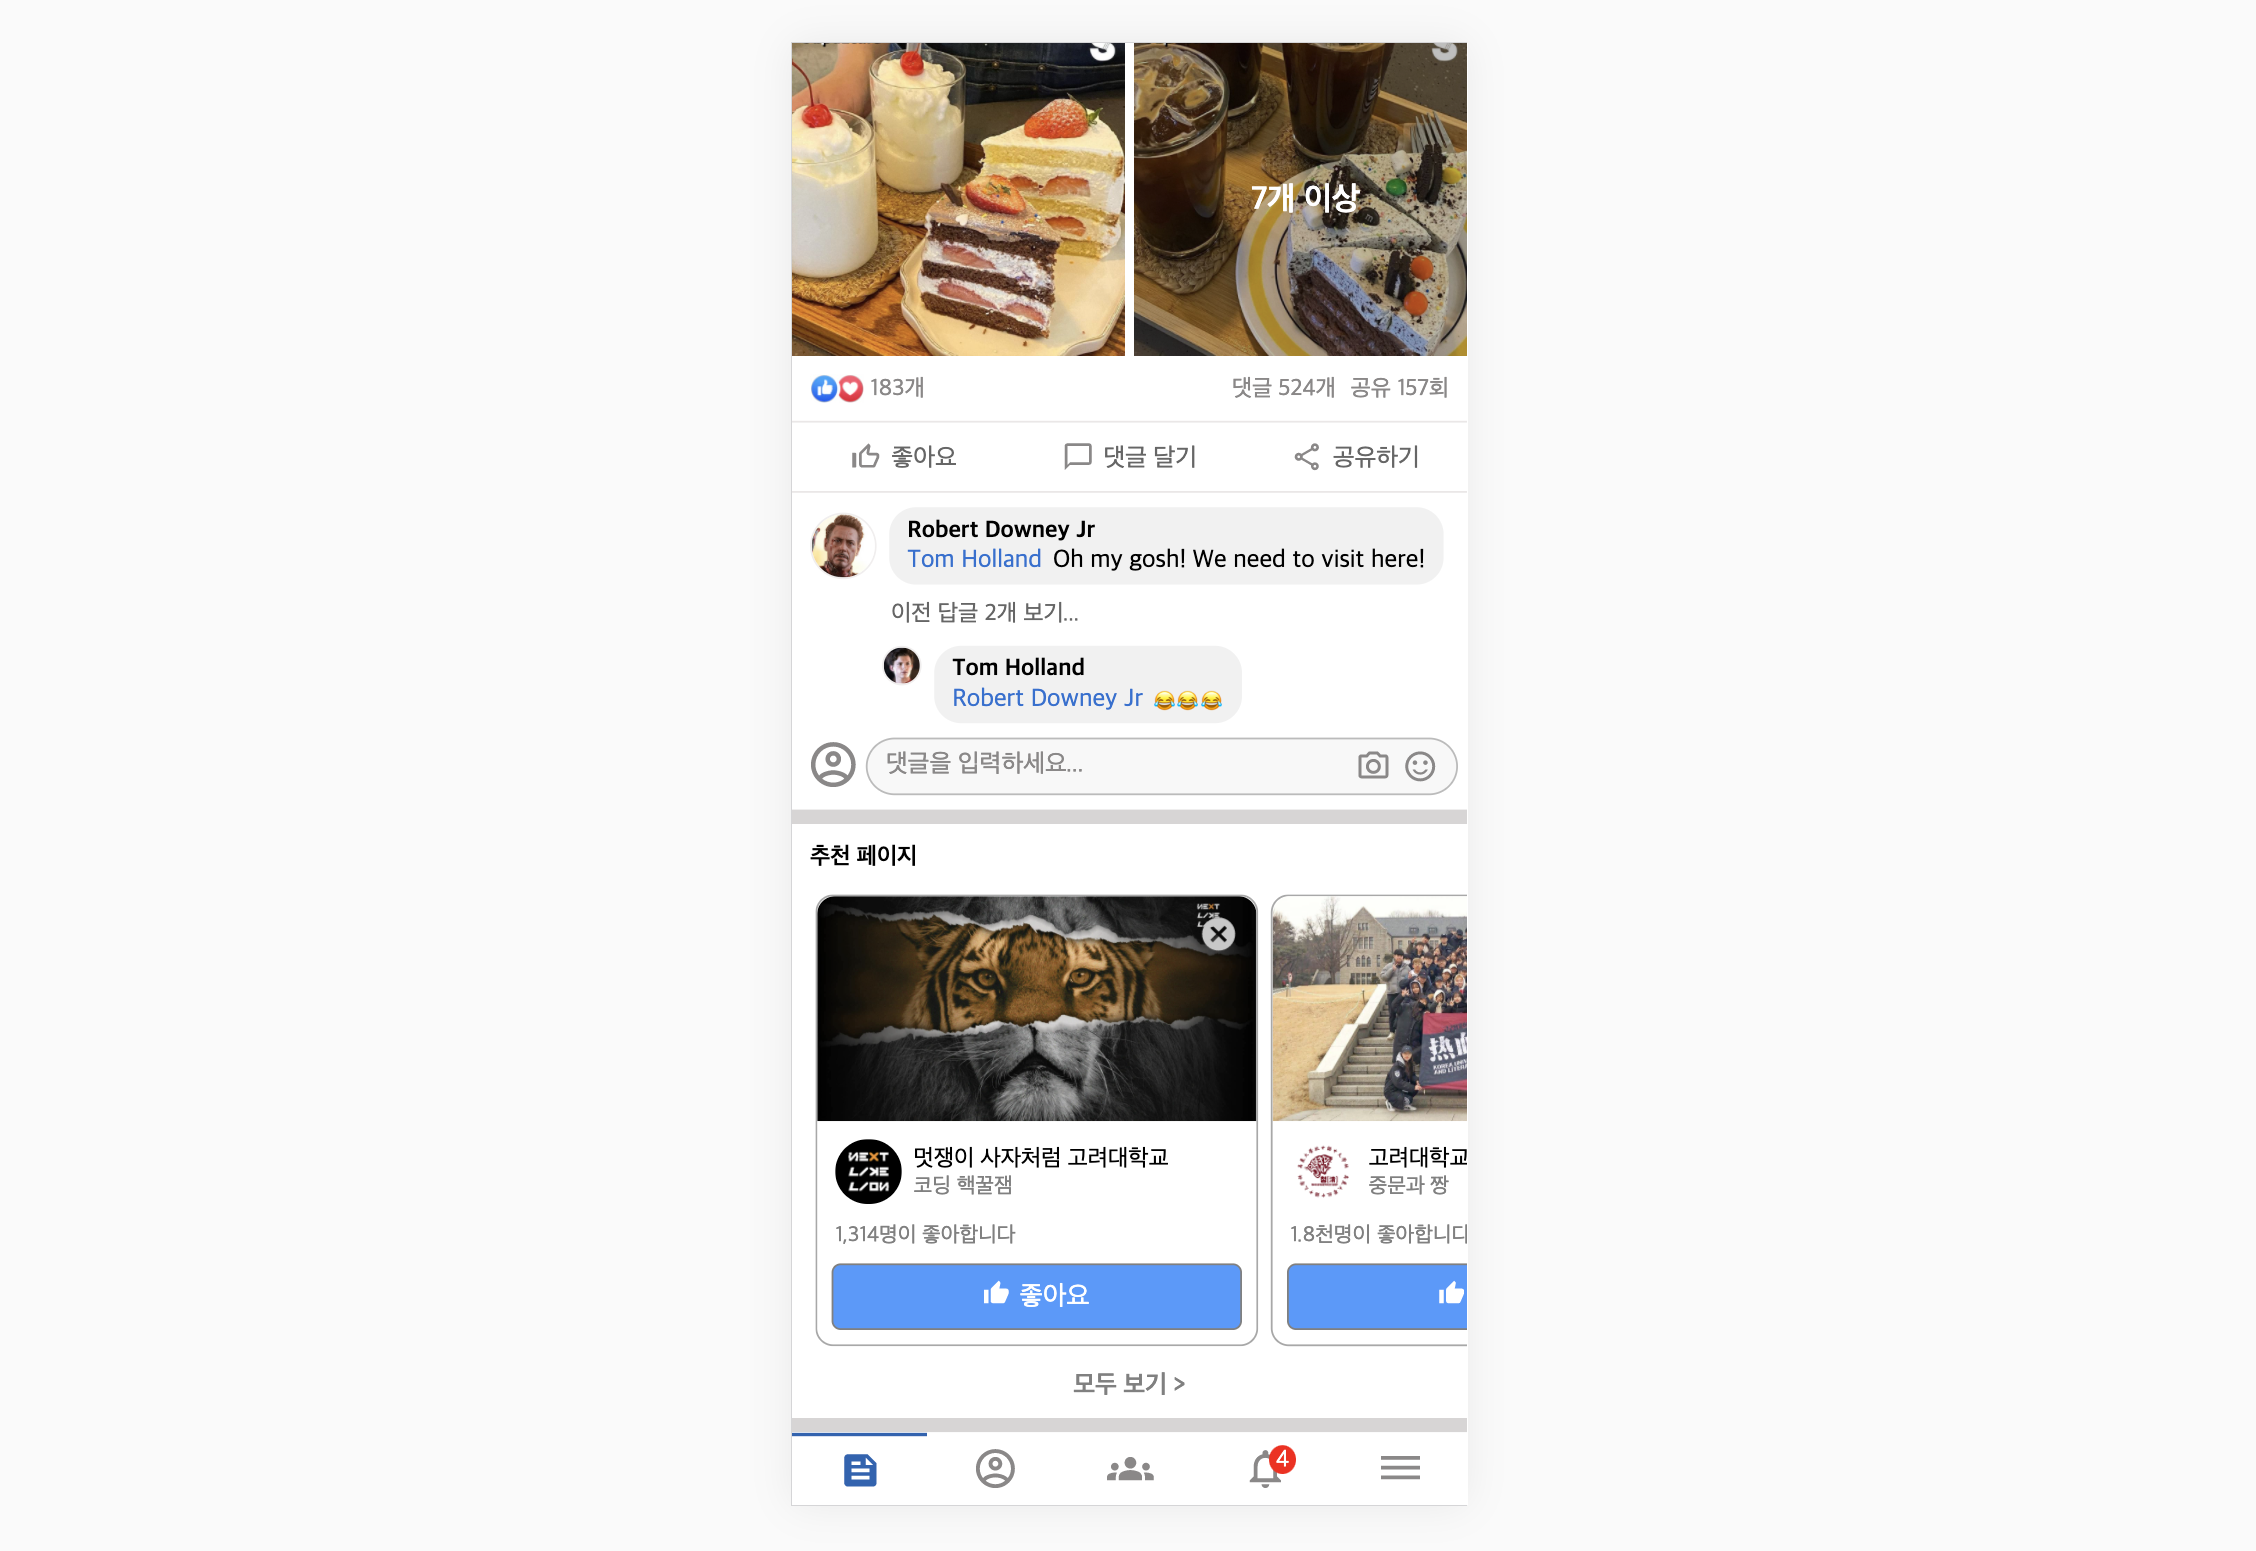 7개 이상
183개
댓글 524개 공유 157회
좋아요 댓글 달기 공유하기
Robert Downey Jr
Tom Holland Oh my gosh! We need to visit here!
이전 답글 2개 보기...
Tom Holland
Robert Downey Jr 😂😂😂
댓글을 입력하세요...
추천 페이지
NEXT
热血
멋쟁이 사자처럼 고려대학교
코딩 핵꿀잼
NEXT
LIKE
LION
1,314명이 좋아합니다
좋아요
고려대학교
중문과 짱
1.8천명이 좋아합니다
모두 보기 >
4